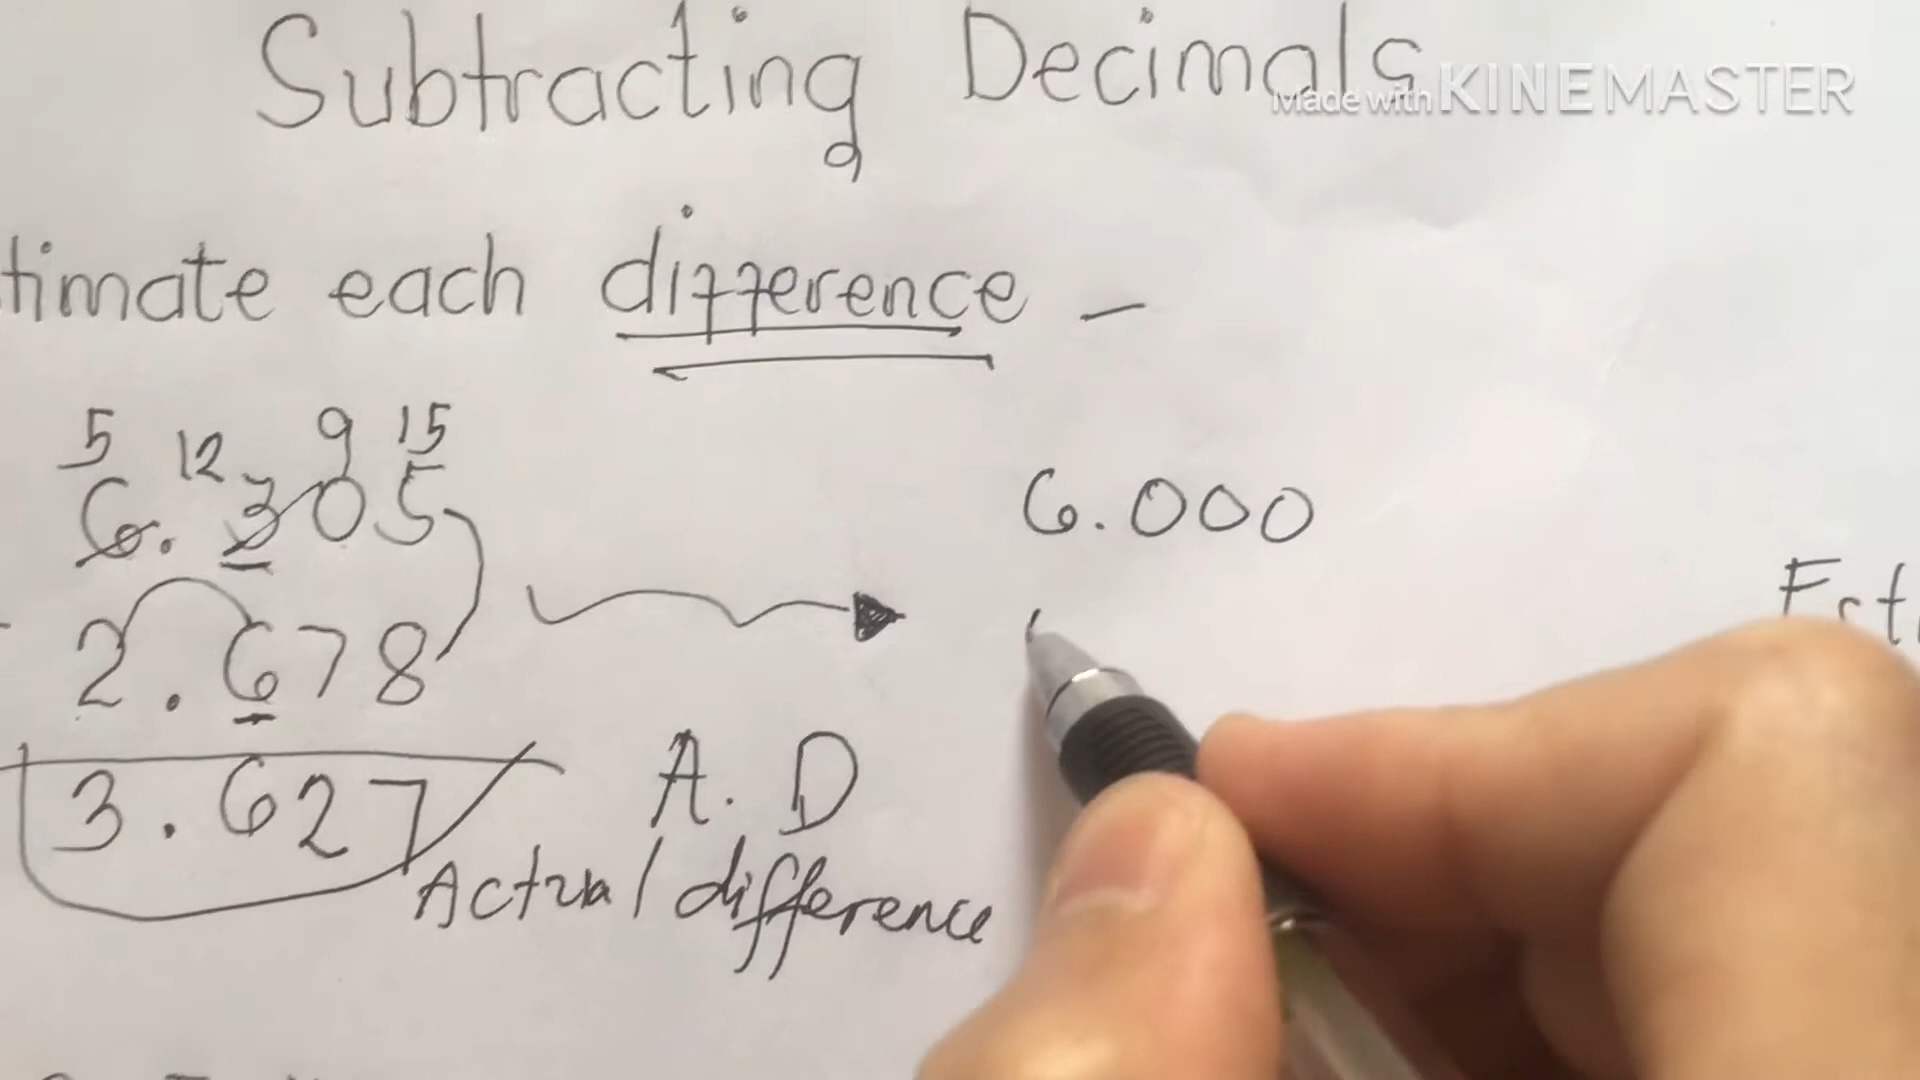 Subtracting Decimals
Made with KINEMASTER
timate each difference -
5 12 9 15
6.305
6.000
2.678
3.627
A. D
Actual difference